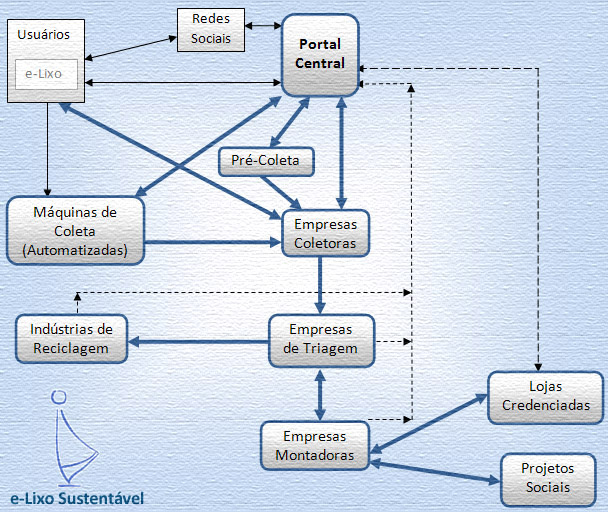 Usuários
e-Lixo
Redes
Sociais
Portal
Central
Pré-Coleta
Máquinas de
Coleta
(Automatizadas)
Empresas
Coletoras
Indústrias de
Reciclagem
Empresas
de Triagem
Empresas
Montadoras
Lojas
Credenciadas
Projetos
Sociais
e-Lixo Sustentável